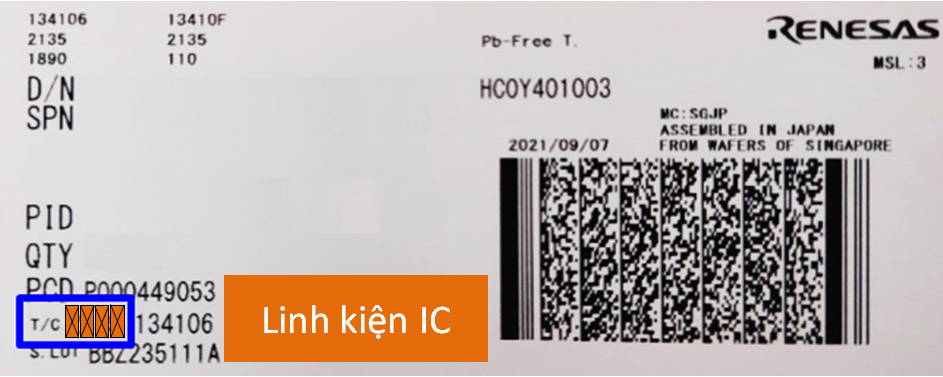 134106 13410F
2135 2135
1890 110
Pb-Free T.
RENESAS
MSL:3
D/N
SPN
HC0Y401003
MC:SGJP
ASSEMBLED IN JAPAN
2021/09/07 FROM WAFERS OF SINGAPORE
PID
QTY
PCD P000449053
T/C 134106
S.LOT BBZ235111A
Linh kiện IC